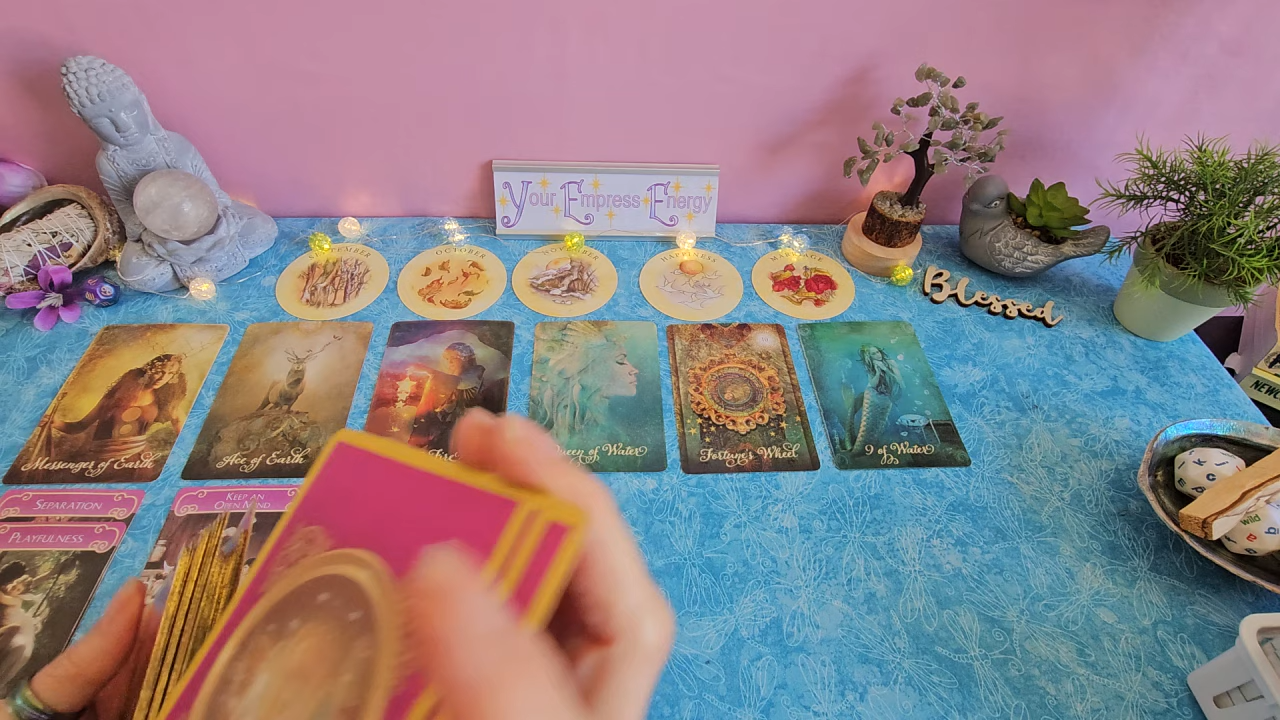 Your Empress Energy
OCTOBER
HAPPINESS
Blessed
Messenger of Earth
Ace of Earth
Queen of Water
Fortune's Wheel
9 of Water
SEPARATION
PLAYFULNESS
KEEP AN
OPEN MIND
wild